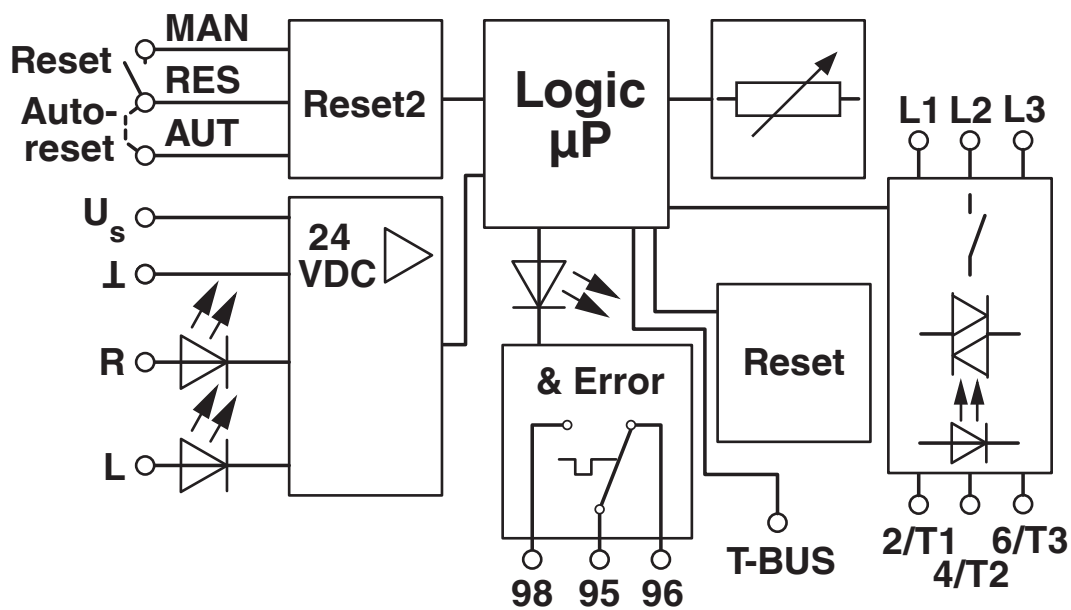 MAN
Reset
RES
Auto-
reset
AUT
Reset2
Logic
µP
L1 L2 L3
Us
⊥
R
L
24
VDC
& Error
Reset
98 95 96
T-BUS
2/T1 6/T3
4/T2